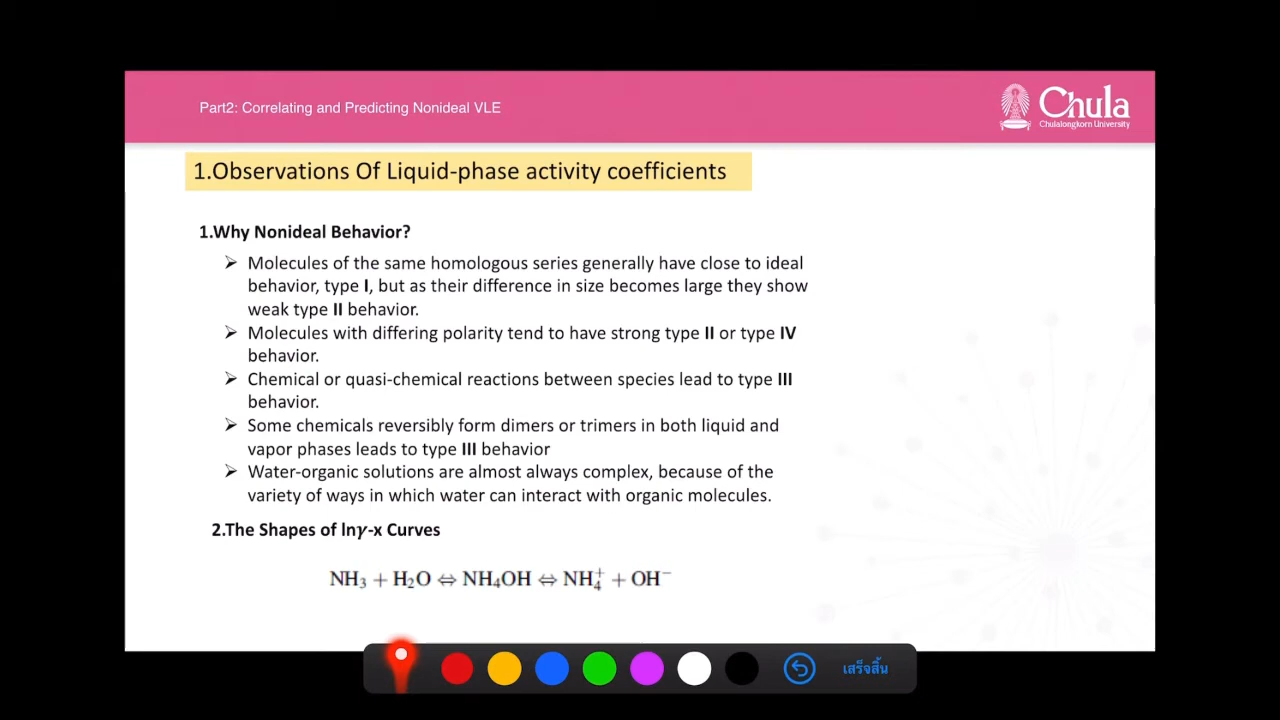 Part2: Correlating and Predicting Nonideal VLE
Chula
Chulalongkorn University
1.Observations Of Liquid-phase activity coefficients
1.Why Nonideal Behavior?
➢ Molecules of the same homologous series generally have close to ideal
behavior, type I, but as their difference in size becomes large they show
weak type II behavior.
➢ Molecules with differing polarity tend to have strong type II or type IV
behavior.
➢ Chemical or quasi-chemical reactions between species lead to type III
behavior.
➢ Some chemicals reversibly form dimers or trimers in both liquid and
vapor phases leads to type III behavior
➢ Water-organic solutions are almost always complex, because of the
variety of ways in which water can interact with organic molecules.
2.The Shapes of lnγ-x Curves
NH₃ + H₂O ⇔ NH₄OH ⇔ NH₄⁺ + OH⁻
เสร็จสิ้น